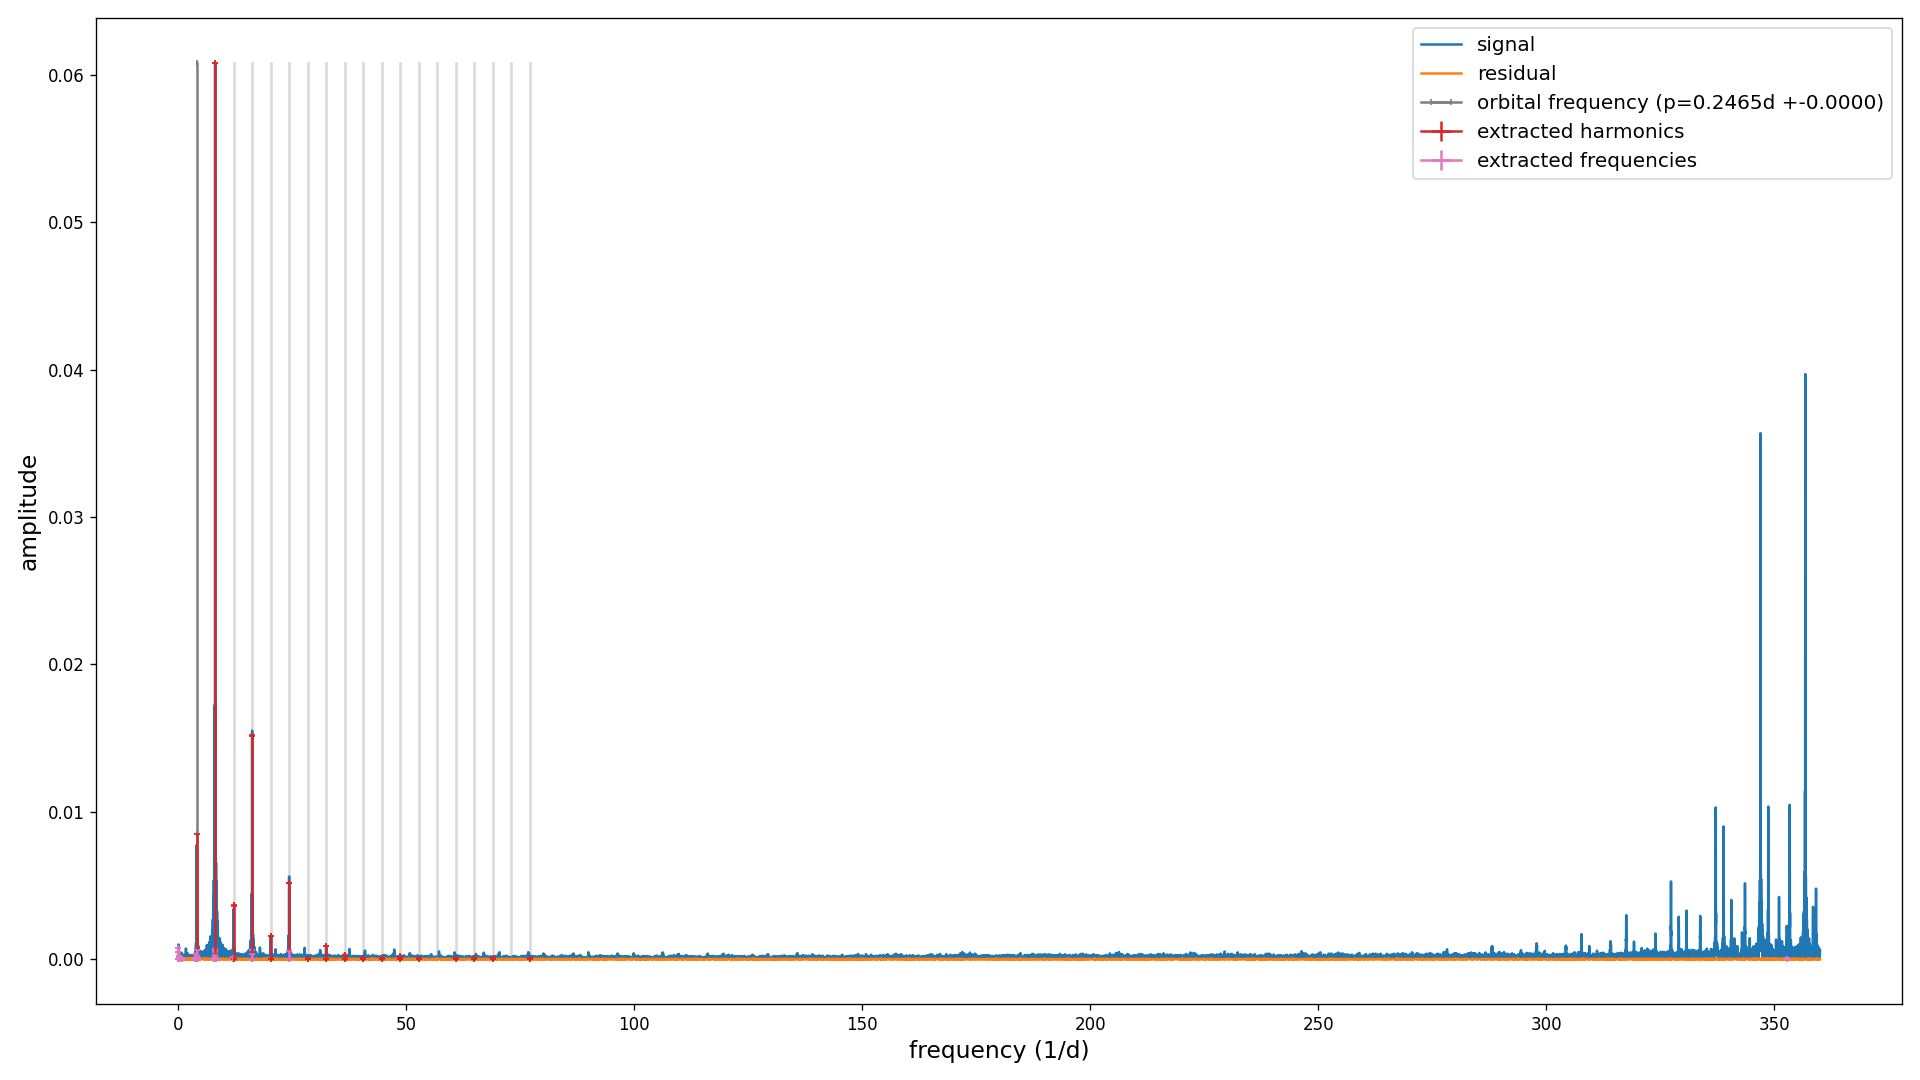 signal
residual
orbital frequency (p=0.2465d +-0.0000)
extracted harmonics
extracted frequencies
0.06
0.05
0.04
0.03
0.02
0.01
0.00
amplitude
0 50 100 150 200 250 300 350
frequency (1/d)